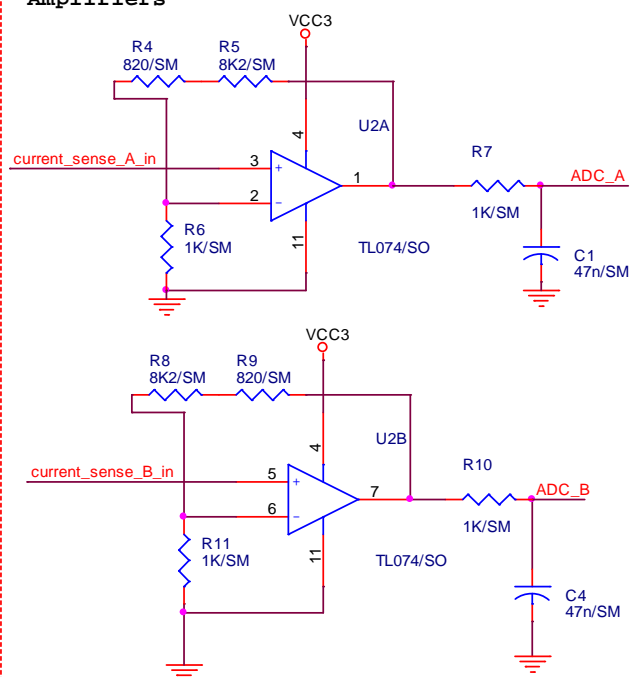 Amplifiers
VCC3
R4
820/SM
R5
8K2/SM
4
U2A
current_sense_A_in
3
+
1
2
−
R7
1K/SM
ADC_A
R6
1K/SM
11
TL074/SO
C1
47n/SM
VCC3
R8
8K2/SM
R9
820/SM
4
U2B
current_sense_B_in
5
+
7
6
−
R10
1K/SM
ADC_B
R11
1K/SM
11
TL074/SO
C4
47n/SM